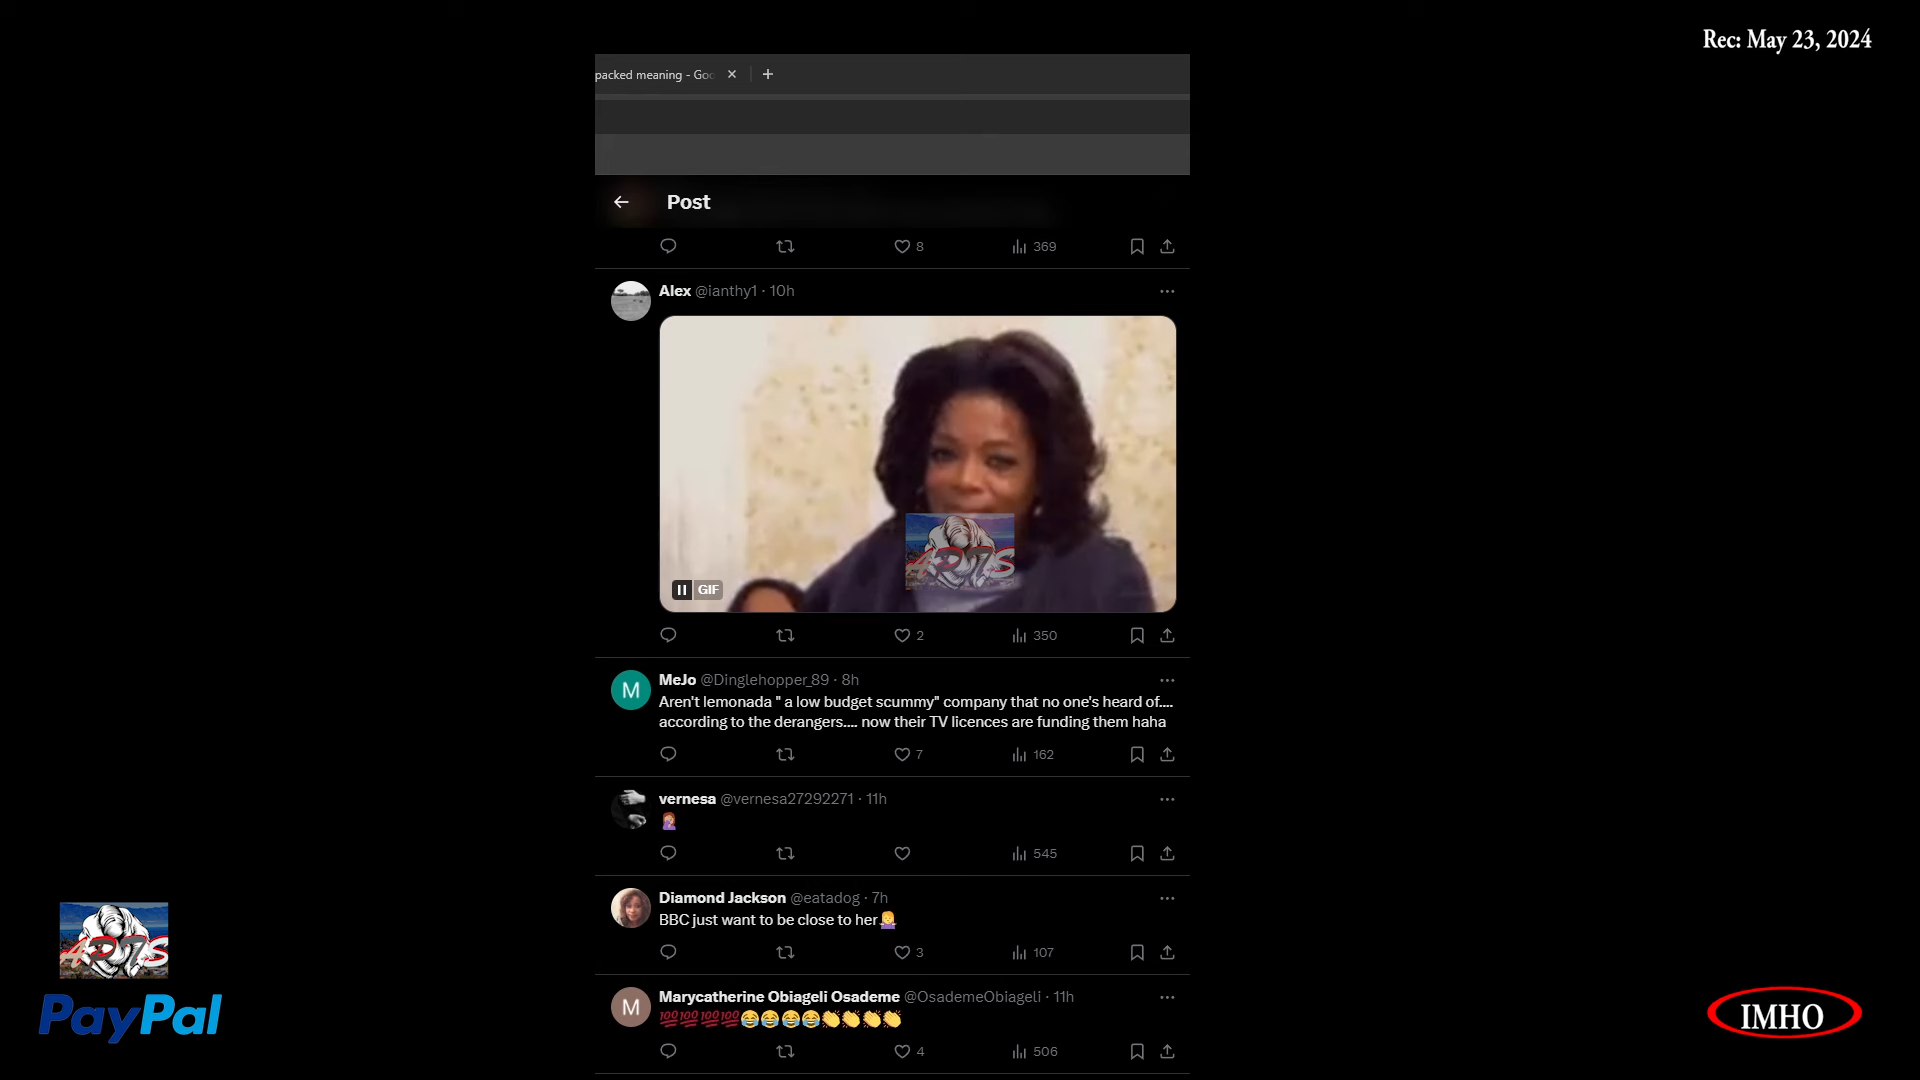 Rec: May 23, 2024
packed meaning - Goo
Post
8
369
Alex @ianthy1 · 10h
ARTS
GIF
2
350
M
MeJo @Dinglehopper_89 · 8h
Aren't lemonada " a low budget scummy" company that no one's heard of....
according to the derangers.... now their TV licences are funding them haha
7
162
vernesa @vernesa27292271 · 11h
🤦
545
Diamond Jackson @eatadog · 7h
BBC just want to be close to her💁
3
107
M
Marycatherine Obiageli Osademe @OsademeObiageli · 11h
💯💯💯💯😂😂😂😂👏👏👏👏
4
506
ARTS
PayPal
IMHO